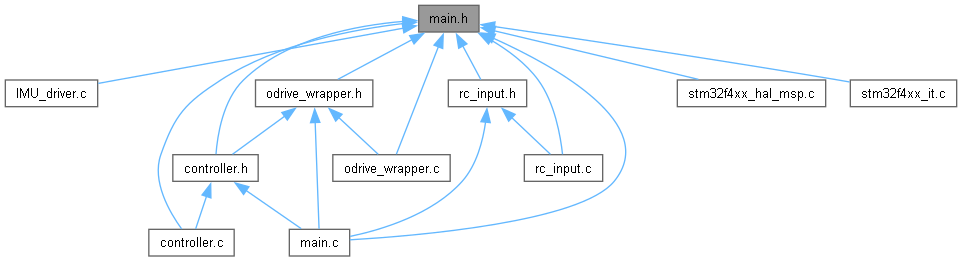 main.h
IMU_driver.c
odrive_wrapper.h
rc_input.h
stm32f4xx_hal_msp.c
stm32f4xx_it.c
controller.h
odrive_wrapper.c
rc_input.c
controller.c
main.c